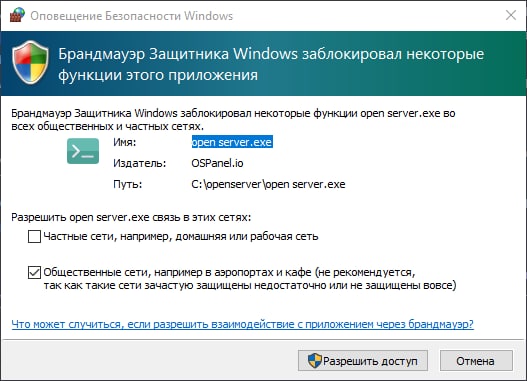 Оповещение Безопасности Windows
Брандмауэр Защитника Windows заблокировал некоторые
функции этого приложения
Брандмауэр Защитника Windows заблокировал некоторые функции open server.exe во
всех общественных и частных сетях.
Имя: open server.exe
Издатель: OSPanel.io
Путь: C:\openserver\open server.exe
Разрешить open server.exe связь в этих сетях:
Частные сети, например, домашняя или рабочая сеть
Общественные сети, например в аэропортах и кафе (не рекомендуется,
так как такие сети зачастую защищены недостаточно или не защищены вовсе)
Что может случиться, если разрешить взаимодействие с приложением через брандмауэр?
Разрешить доступ Отмена